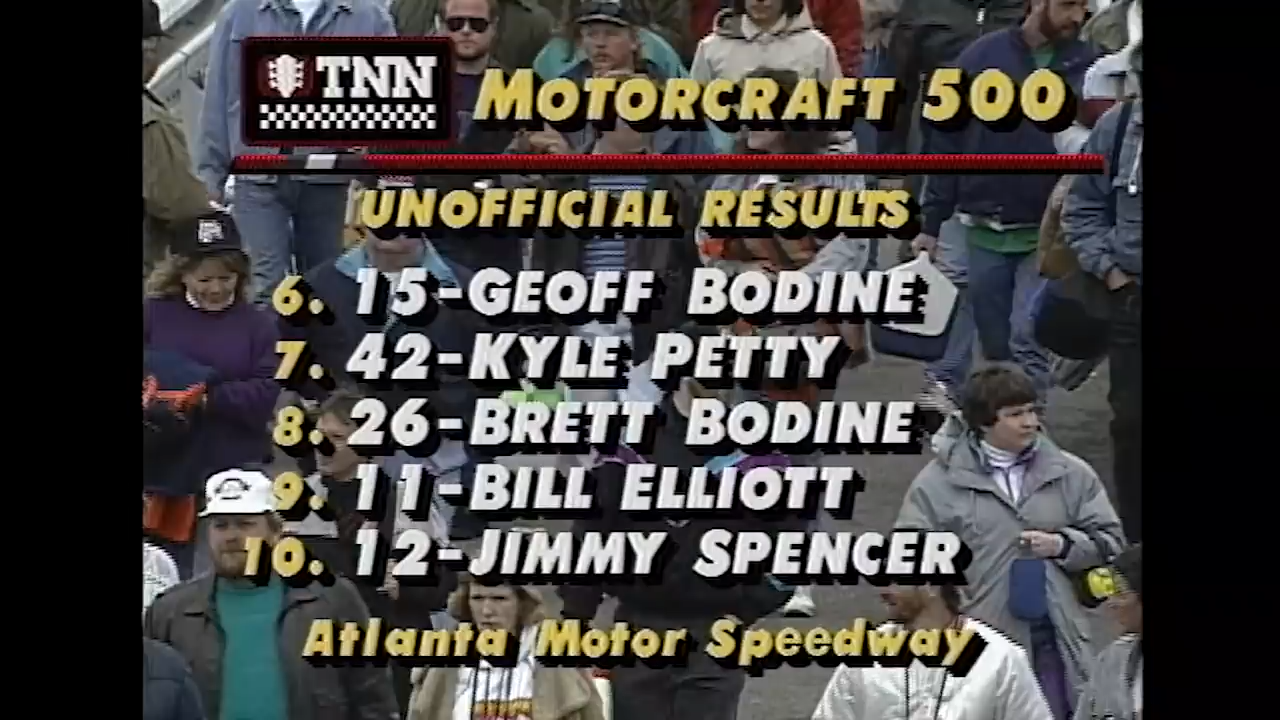 TNN
MOTORCRAFT 500
UNOFFICIAL RESULTS
6. 15-GEOFF BODINE
7. 42-KYLE PETTY
8. 26-BRETT BODINE
9. 11-BILL ELLIOTT
10. 12-JIMMY SPENCER
Atlanta Motor Speedway